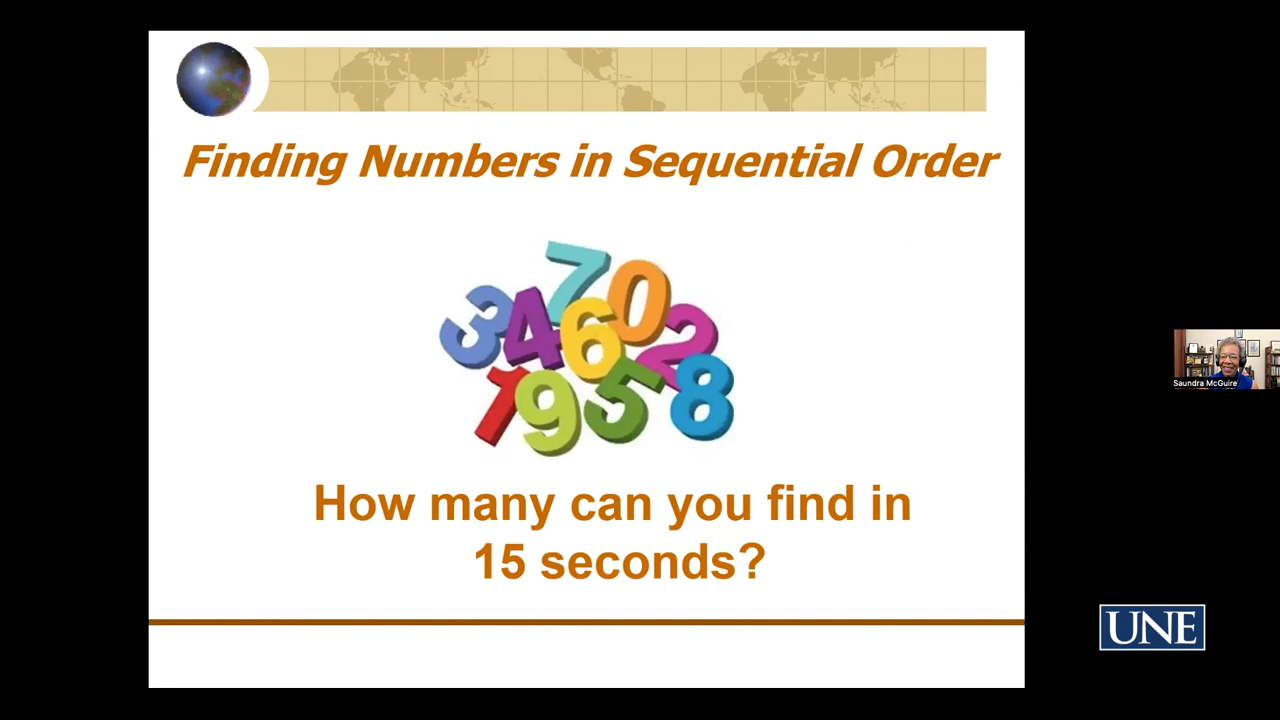 Finding Numbers in Sequential Order
7 0
3 4 6 2
1 9 5 8
How many can you find in
15 seconds?
Saundra McGuire
UNE